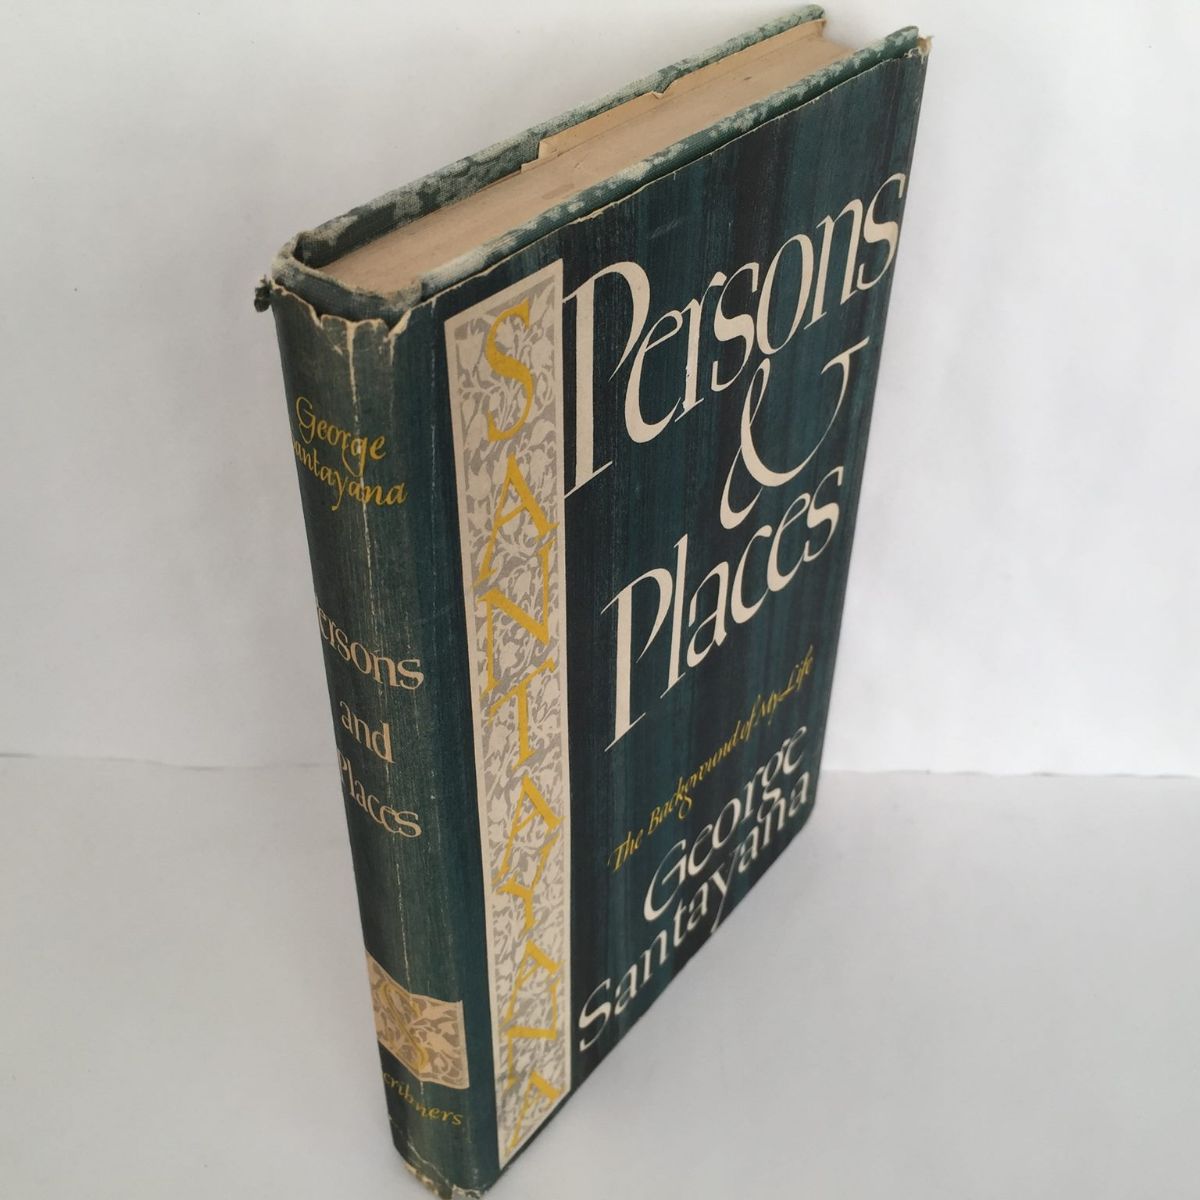 George
Santayana
Persons
and
Places
S
Scribners
SANTAYANA
Persons
&
Places
The Background of My Life
George
Santayana